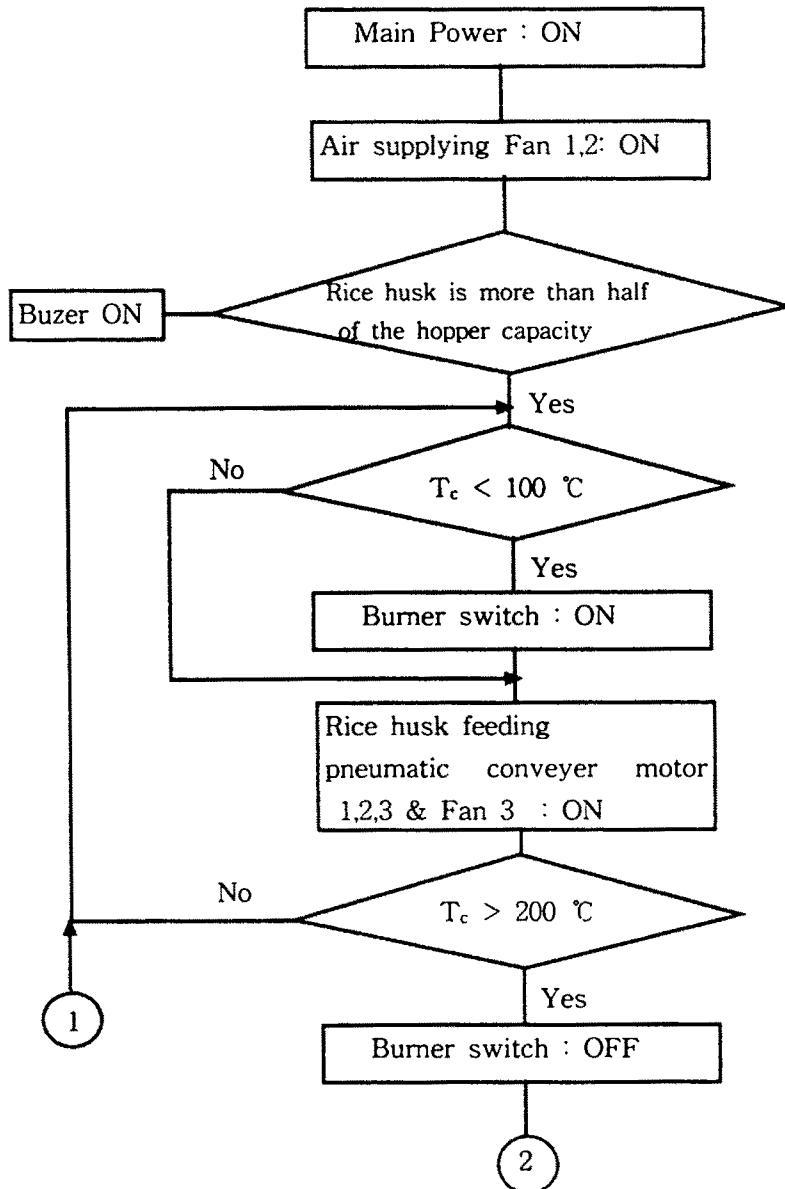 Main Power : ON
Air supplying Fan 1,2: ON
Rice husk is more than half
of the hopper capacity
Buzer ON
Yes
No
T_c < 100 ℃
Yes
Burner switch : ON
Rice husk feeding
pneumatic conveyer motor
1,2,3 & Fan 3 : ON
No
T_c > 200 ℃
Yes
1
Burner switch : OFF
2